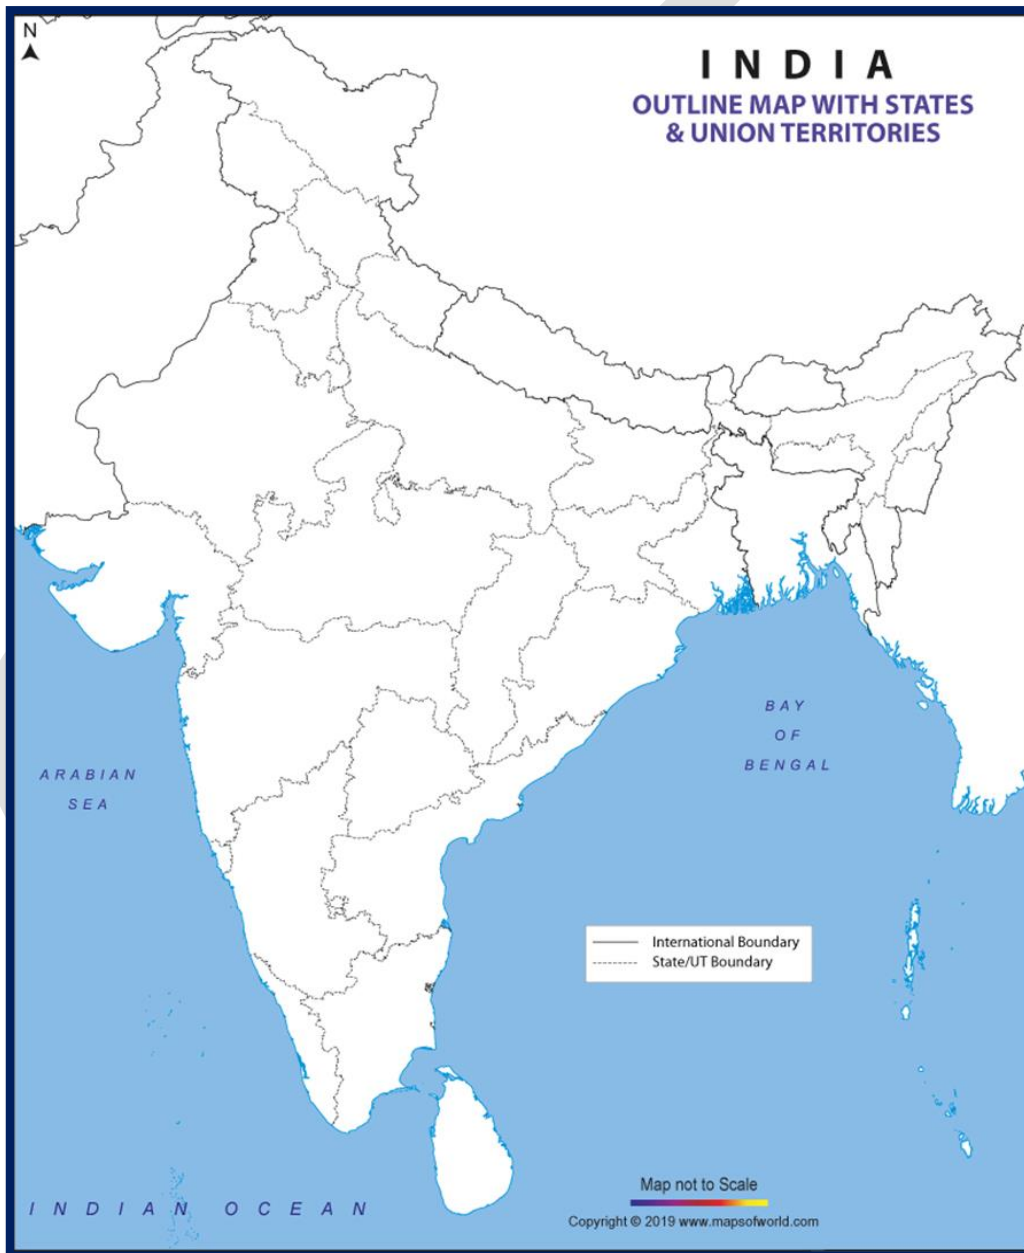 N
INDIA
OUTLINE MAP WITH STATES
& UNION TERRITORIES
BAY
OF
BENGAL
ARABIAN
SEA
International Boundary
State/UT Boundary
Map not to Scale
INDIAN OCEAN
Copyright © 2019 www.mapsofworld.com